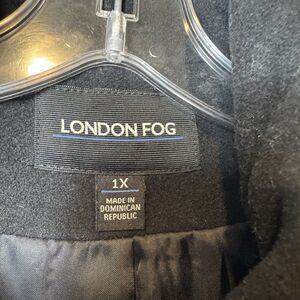 LONDON FOG
1X
MADE IN
DOMINICAN
REPUBLIC